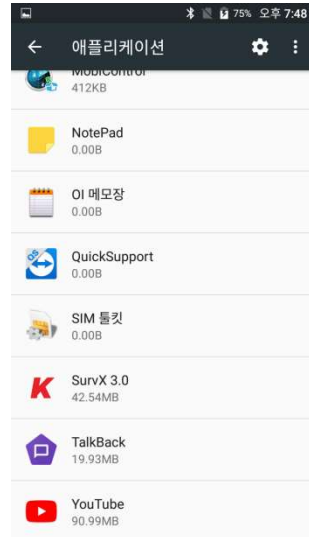 75% 오후 7:48
애플리케이션
MobiControl
412KB
NotePad
0.00B
OI 메모장
0.00B
QuickSupport
0.00B
SIM 툴킷
0.00B
SurvX 3.0
42.54MB
TalkBack
19.93MB
YouTube
90.99MB